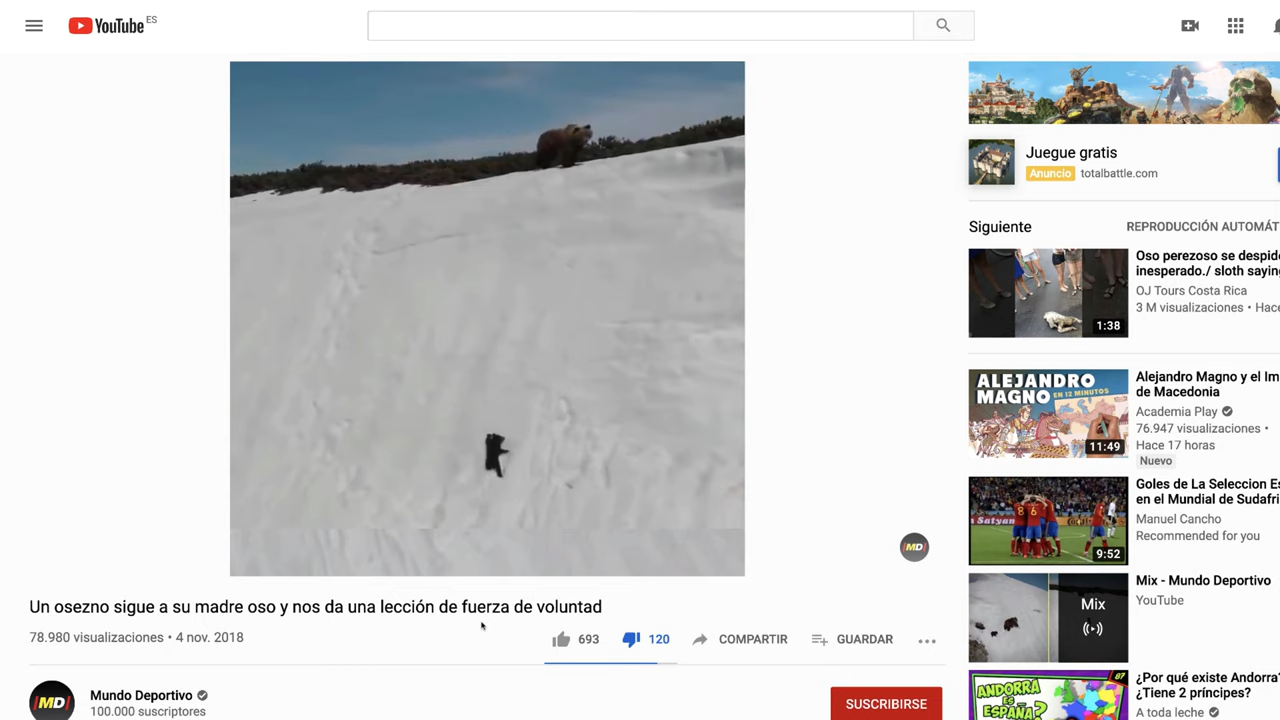 YouTube ES
Juegue gratis
Anuncio totalbattle.com
Siguiente
REPRODUCCIÓN AUTOMÁT
Oso perezoso se despid
inesperado./ sloth sayin
OJ Tours Costa Rica
3 M visualizaciones • Hace
1:38
ALEJANDRO
MAGNO EN 12 MINUTOS
11:49
Alejandro Magno y el Im
de Macedonia
Academia Play
76.947 visualizaciones •
Hace 17 horas
Nuevo
Satyam
9:52
Goles de La Seleccion Es
en el Mundial de Sudafri
Manuel Cancho
Recommended for you
Mix
Mix - Mundo Deportivo
YouTube
ANDORRA
ES
ESPAÑA?
¿Por qué existe Andorra?
¿Tiene 2 príncipes?
A toda leche
MD
Un osezno sigue a su madre oso y nos da una lección de fuerza de voluntad
78.980 visualizaciones • 4 nov. 2018
693
120
COMPARTIR
GUARDAR
MD
Mundo Deportivo
100.000 suscriptores
SUSCRIBIRSE